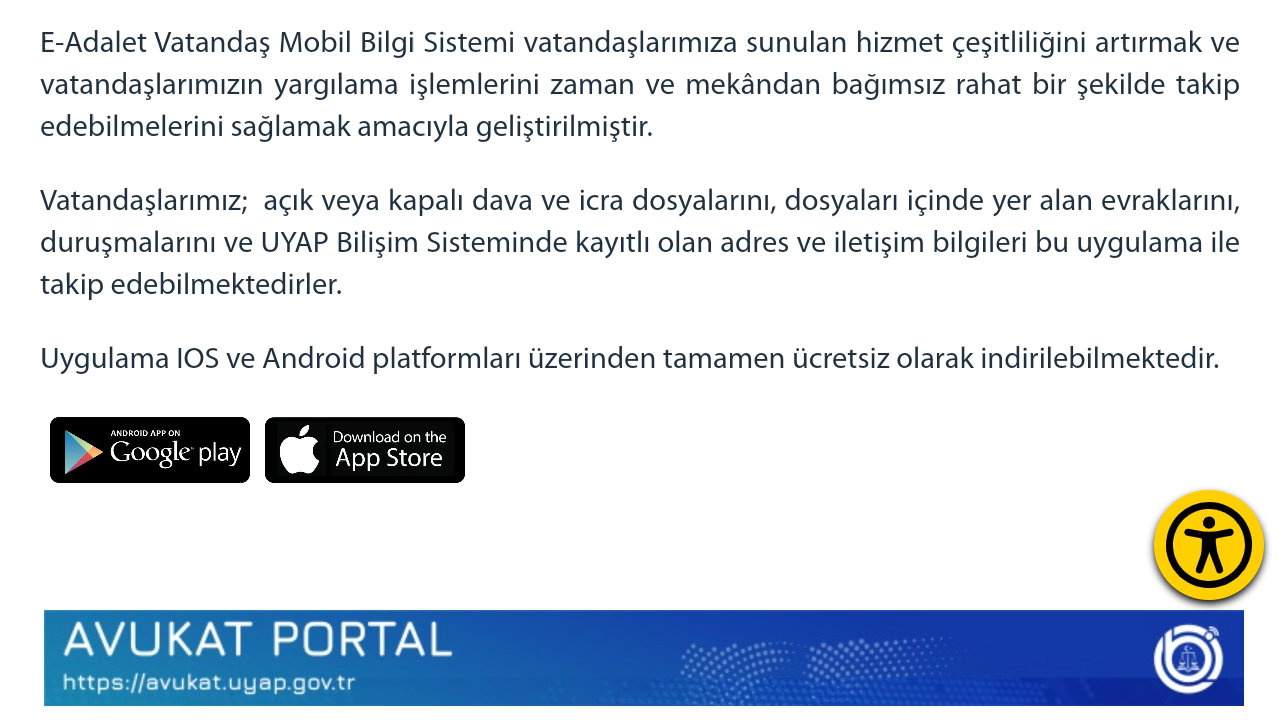 E-Adalet Vatandaş Mobil Bilgi Sistemi vatandaşlarımıza sunulan hizmet çeşitliliğini artırmak ve
vatandaşlarımızın yargılama işlemlerini zaman ve mekândan bağımsız rahat bir şekilde takip
edebilmelerini sağlamak amacıyla geliştirilmiştir.
Vatandaşlarımız;  açık veya kapalı dava ve icra dosyalarını, dosyaları içinde yer alan evraklarını,
duruşmalarını ve UYAP Bilişim Sisteminde kayıtlı olan adres ve iletişim bilgileri bu uygulama ile
takip edebilmektedirler.
Uygulama IOS ve Android platformları üzerinden tamamen ücretsiz olarak indirilebilmektedir.
ANDROID APP ON
Google play
Download on the
App Store
AVUKAT PORTAL
https://avukat.uyap.gov.tr